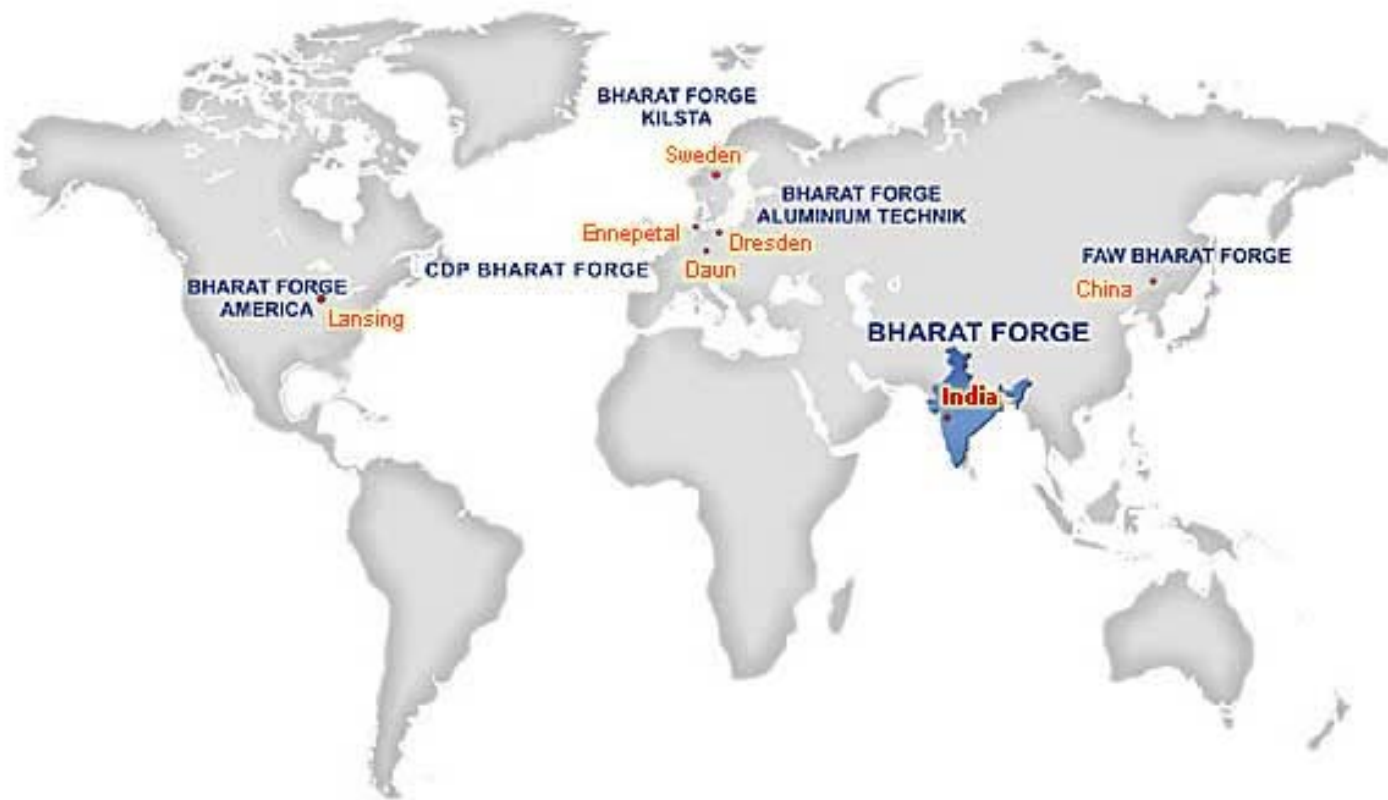 BHARAT FORGE
KILSTA
Sweden
BHARAT FORGE
ALUMINIUM TECHNIK
Ennepetal
Dresden
Daun
CDP BHARAT FORGE
FAW BHARAT FORGE
China
BHARAT FORGE
AMERICA
Lansing
BHARAT FORGE
India